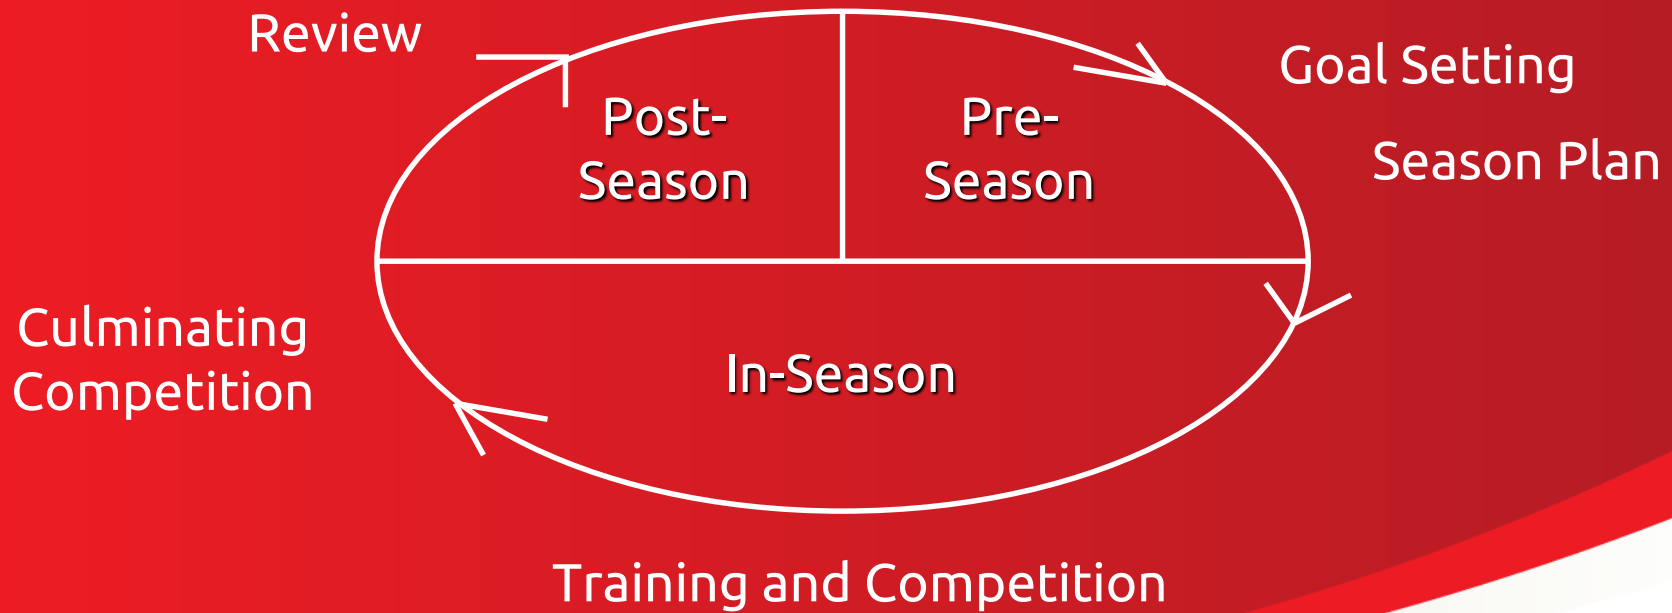 Review
Goal Setting
Post-
Season
Pre-
Season
Season Plan
Culminating
Competition
In-Season
Training and Competition